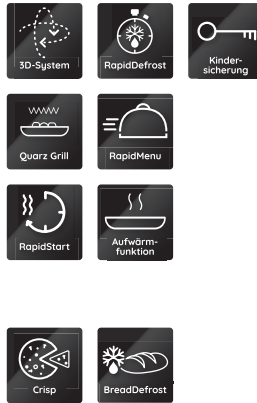 3D-System
RapidDefrost
Kinder-
sicherung
Quarz Grill
RapidMenu
RapidStart
Aufwärm-
funktion
Crisp
BreadDefrost